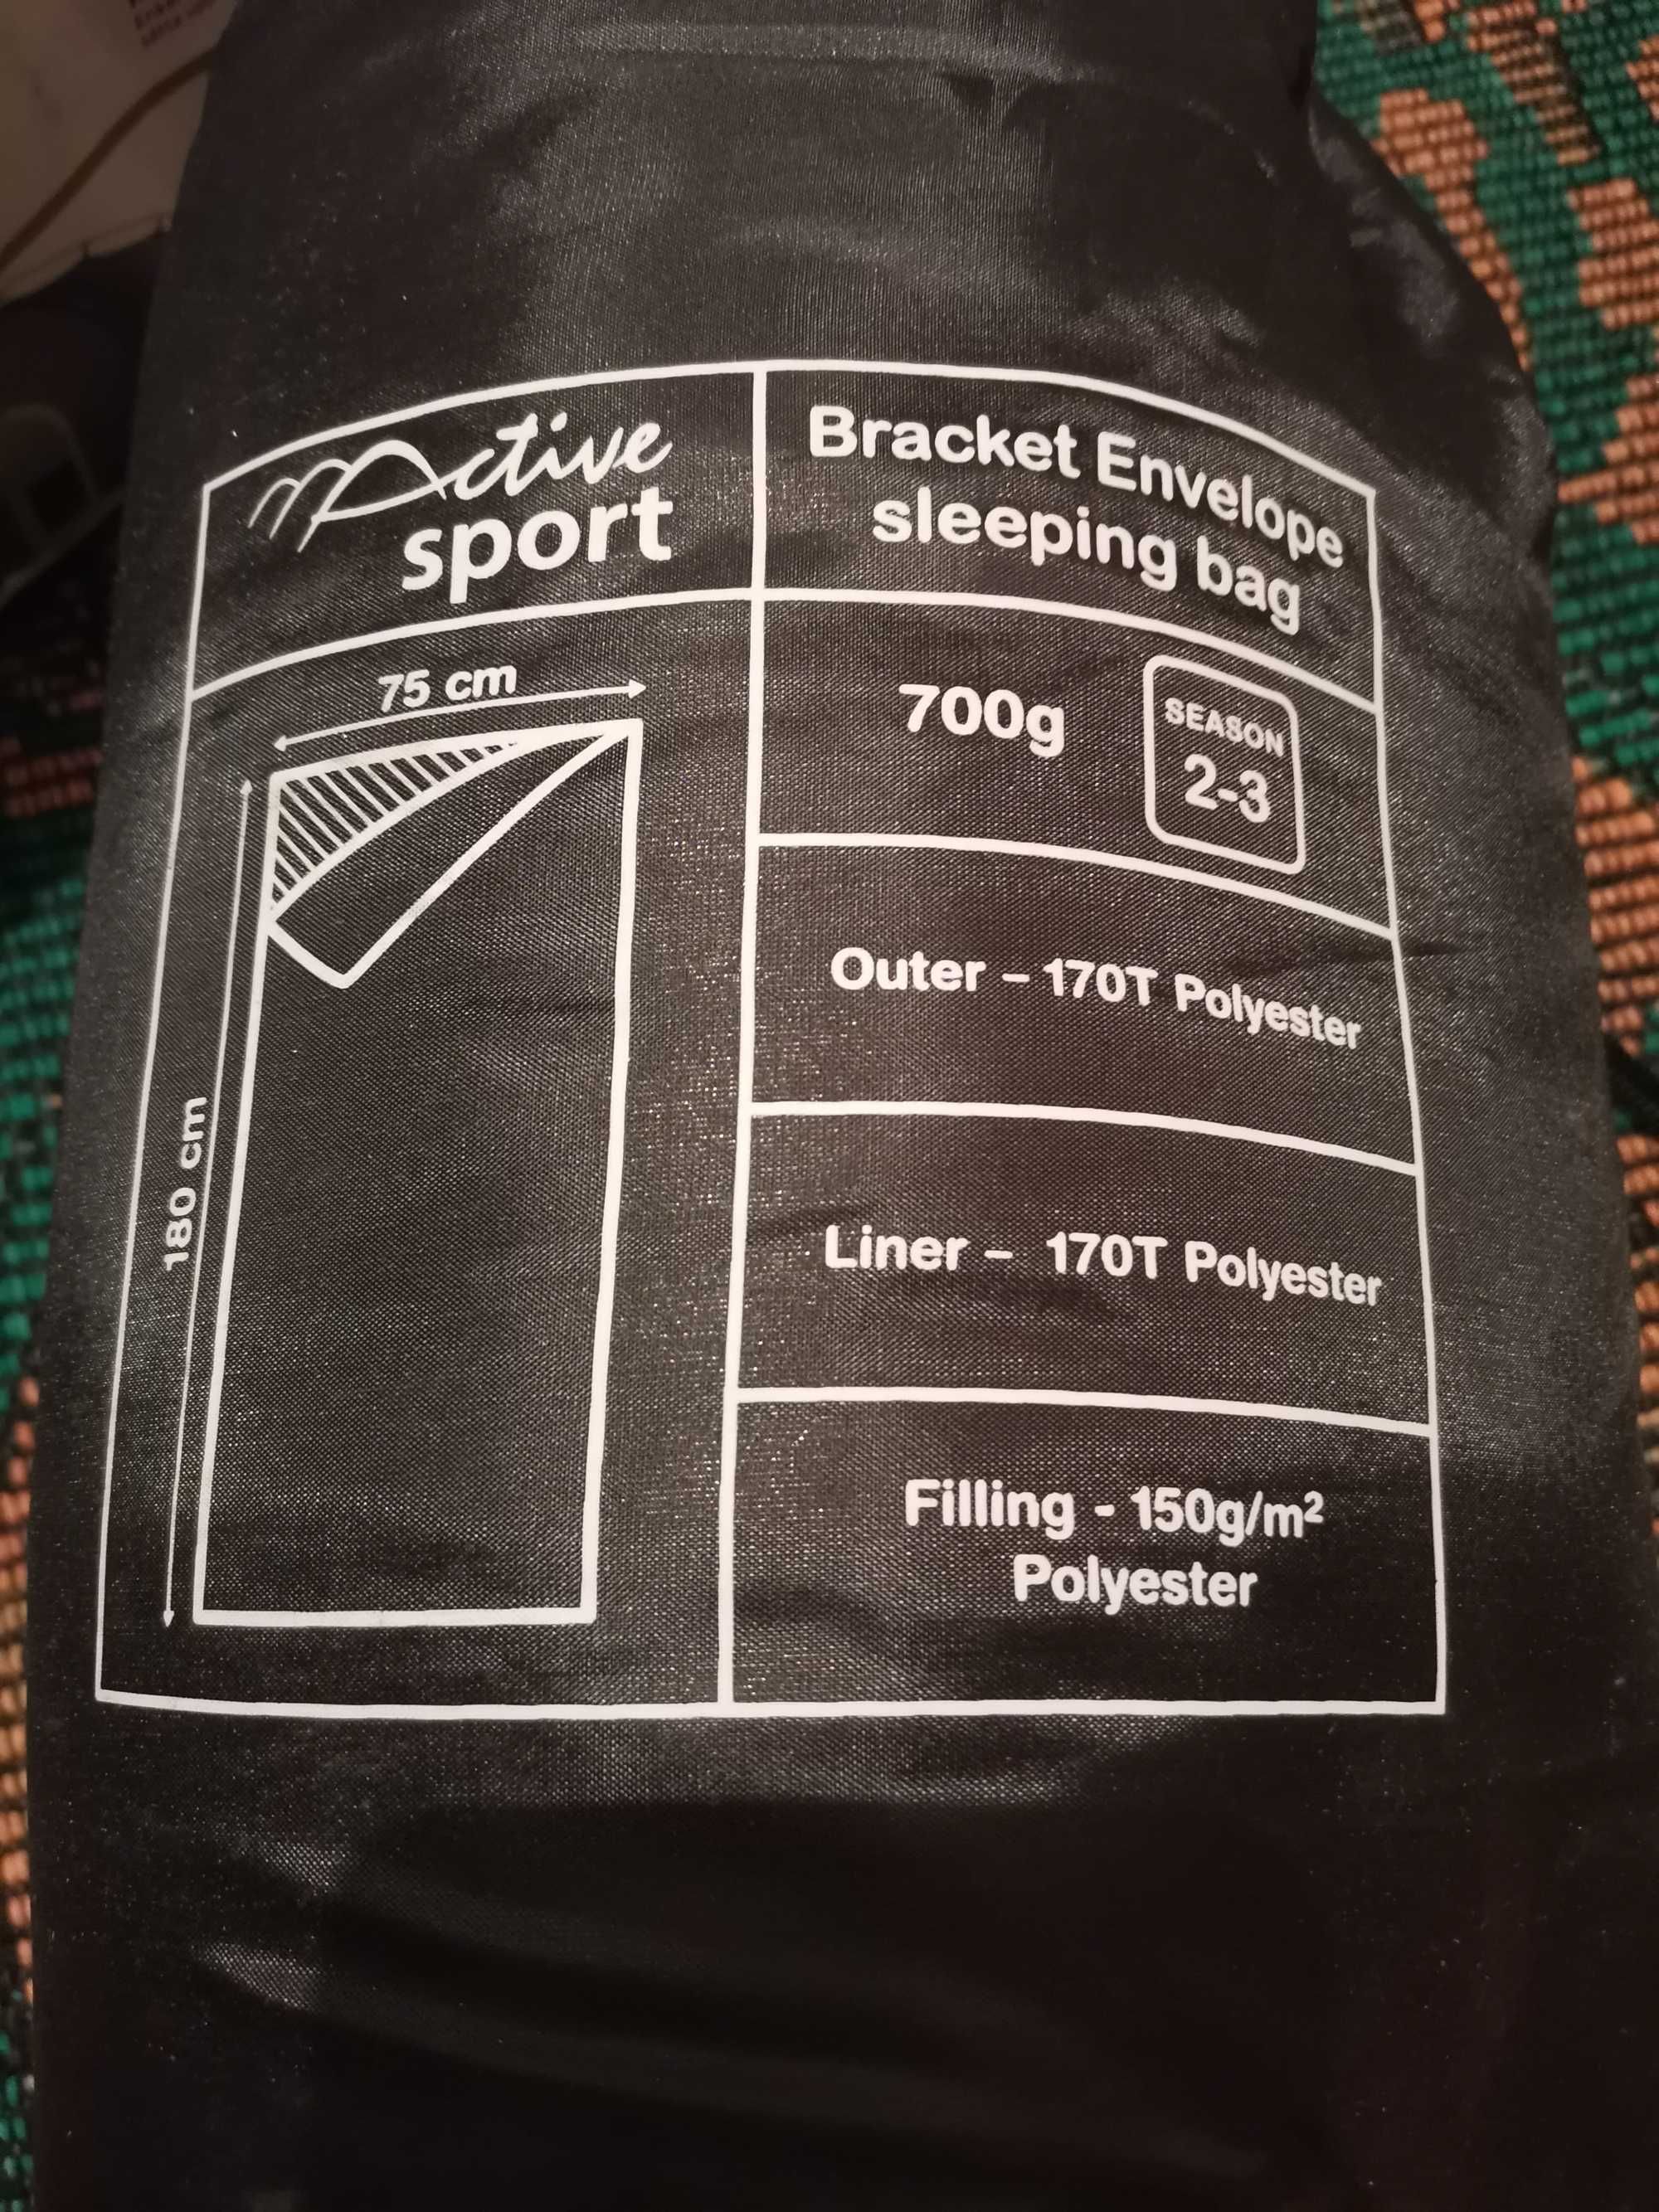 Active
sport
Bracket Envelope
sleeping bag
75 cm
180 cm
700g
SEASON
2-3
Outer – 170T Polyester
Liner – 170T Polyester
Filling - 150g/m²
Polyester